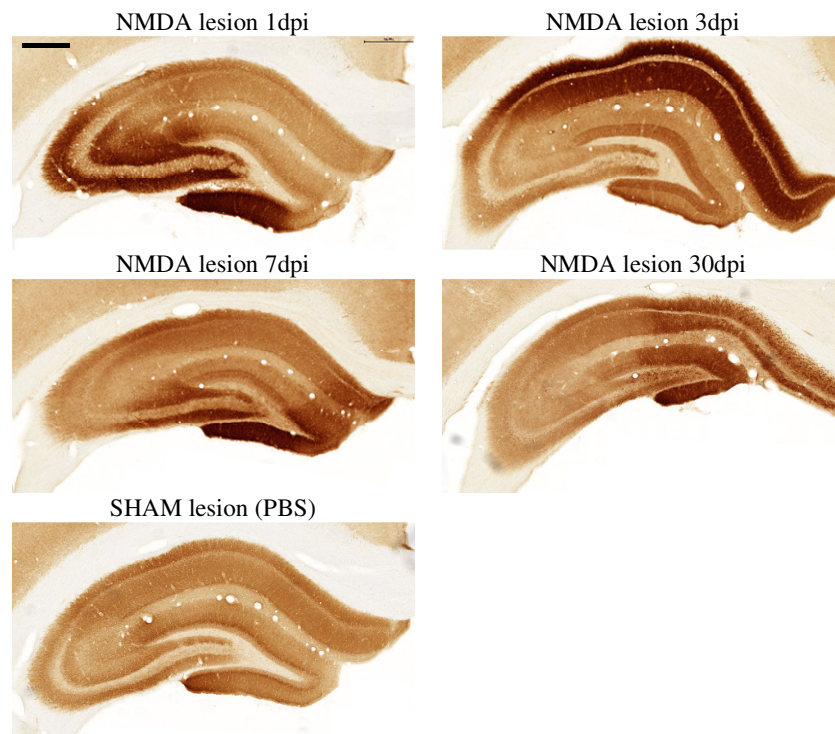 NMDA lesion 1dpi
NMDA lesion 3dpi
NMDA lesion 7dpi
NMDA lesion 30dpi
SHAM lesion (PBS)